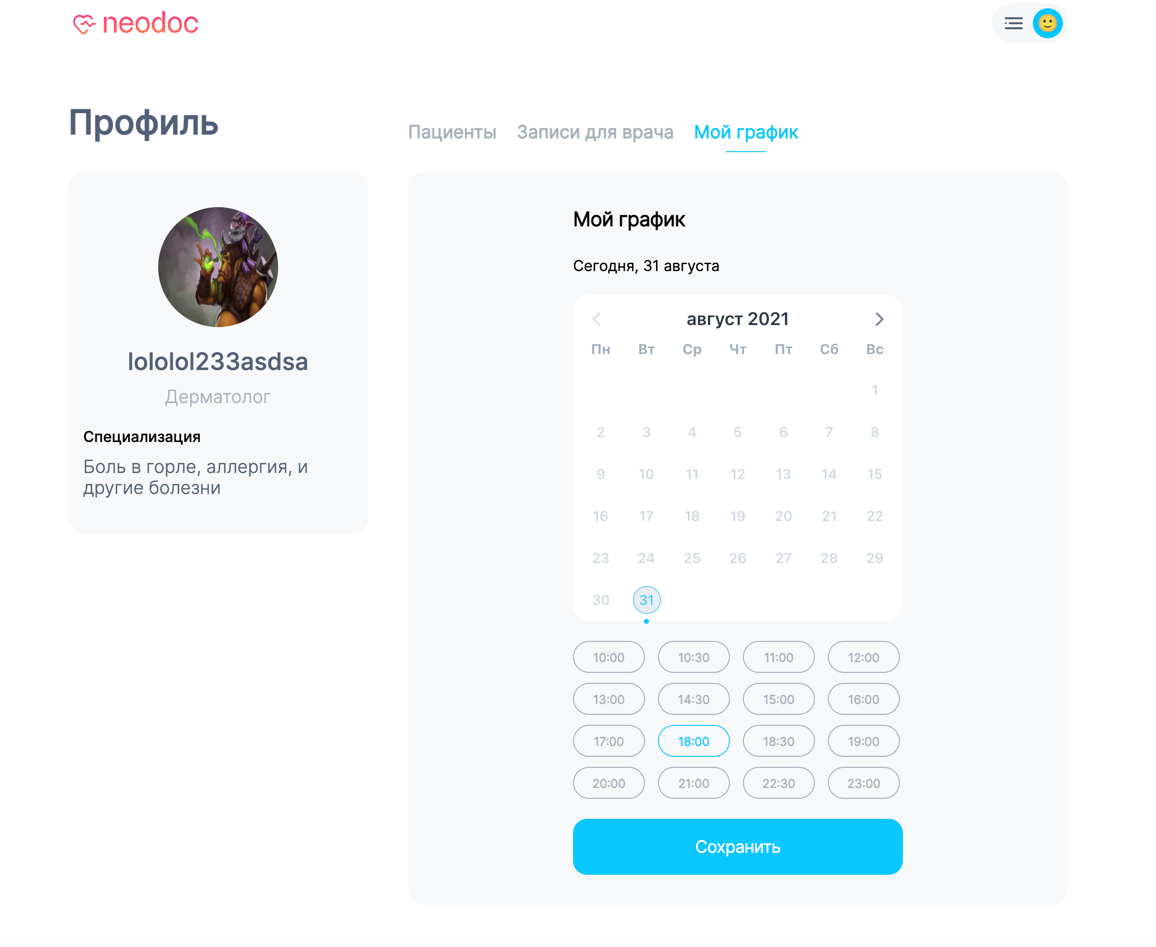 neodoc
Профиль
Пациенты Записи для врача Мой график
lololol233asdsa
Дерматолог
Специализация
Боль в горле, аллергия, и
другие болезни
Мой график
Сегодня, 31 августа
август 2021
Пн Вт Ср Чт Пт Сб Вс
1
2 3 4 5 6 7 8
9 10 11 12 13 14 15
16 17 18 19 20 21 22
23 24 25 26 27 28 29
30 31
10:00 10:30 11:00 12:00
13:00 14:30 15:00 16:00
17:00 18:00 18:30 19:00
20:00 21:00 22:30 23:00
Сохранить